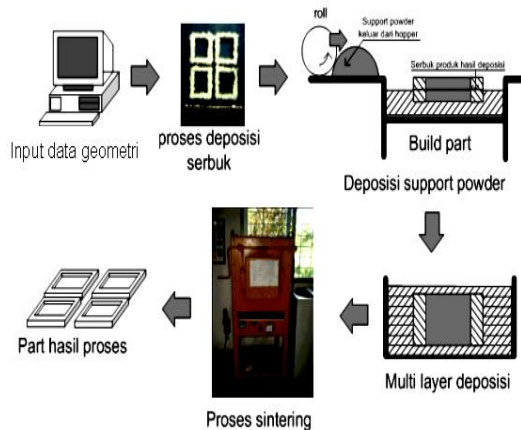 roll
Support powder
keluar dari hopper
Serbuk produk hasil deposisi
Input data geometri
proses deposisi
serbuk
Build part
Deposisi support powder
Part hasil proses
Proses sintering
Multi layer deposisi